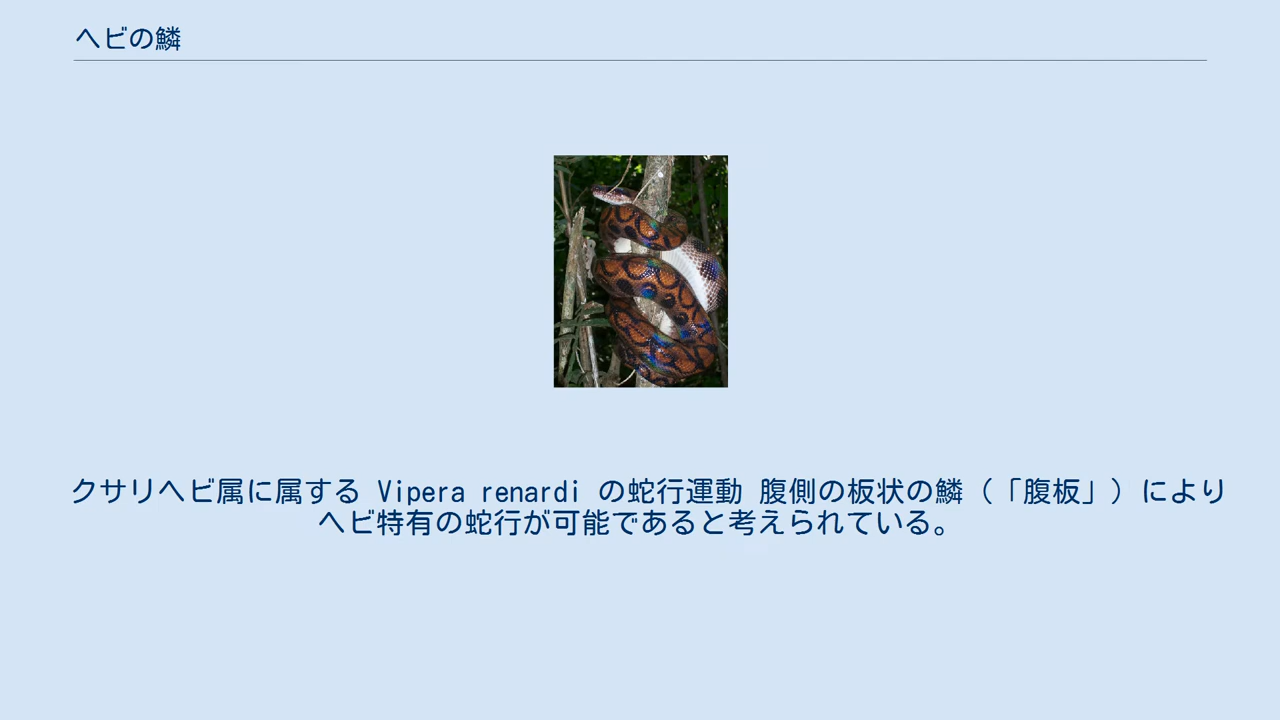 ヘビの鱗
クサリヘビ属に属する Vipera renardi の蛇行運動 腹側の板状の鱗（「腹板」）により
ヘビ特有の蛇行が可能であると考えられている。